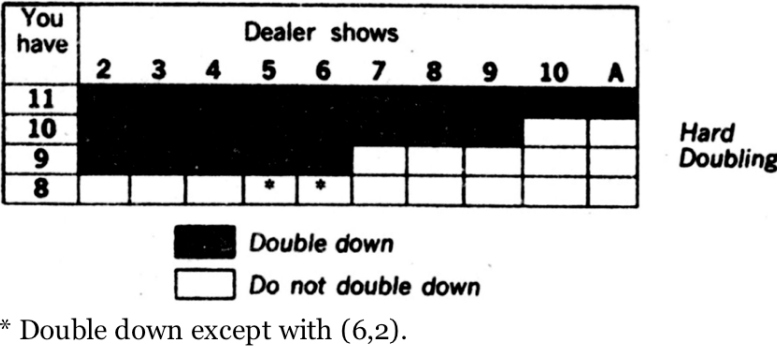 You have
Dealer shows
2 3 4 5 6 7 8 9 10 A
11
10
9
8 * *
Hard
Doubling
Double down
Do not double down
* Double down except with (6,2).